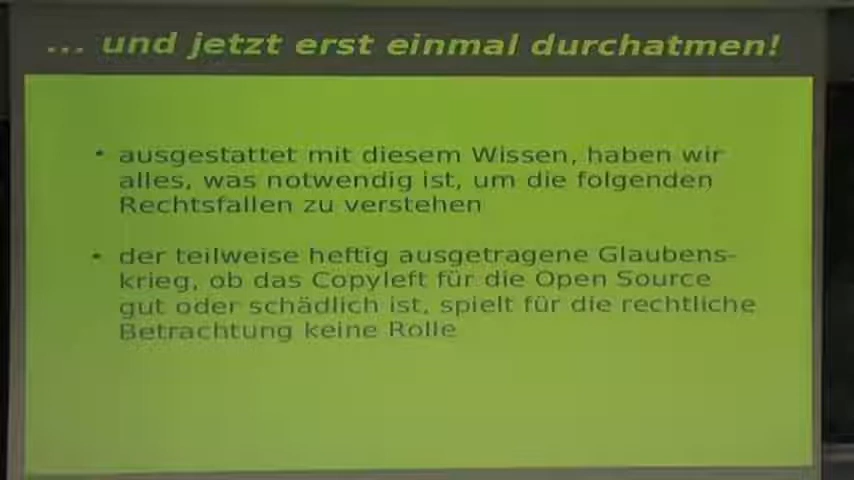 ... und jetzt erst einmal durchatmen!
• ausgestattet mit diesem Wissen, haben wir
alles, was notwendig ist, um die folgenden
Rechtsfallen zu verstehen
• der teilweise heftig ausgetragene Glaubens-
krieg, ob das Copyleft für die Open Source
gut oder schädlich ist, spielt für die rechtliche
Betrachtung keine Rolle